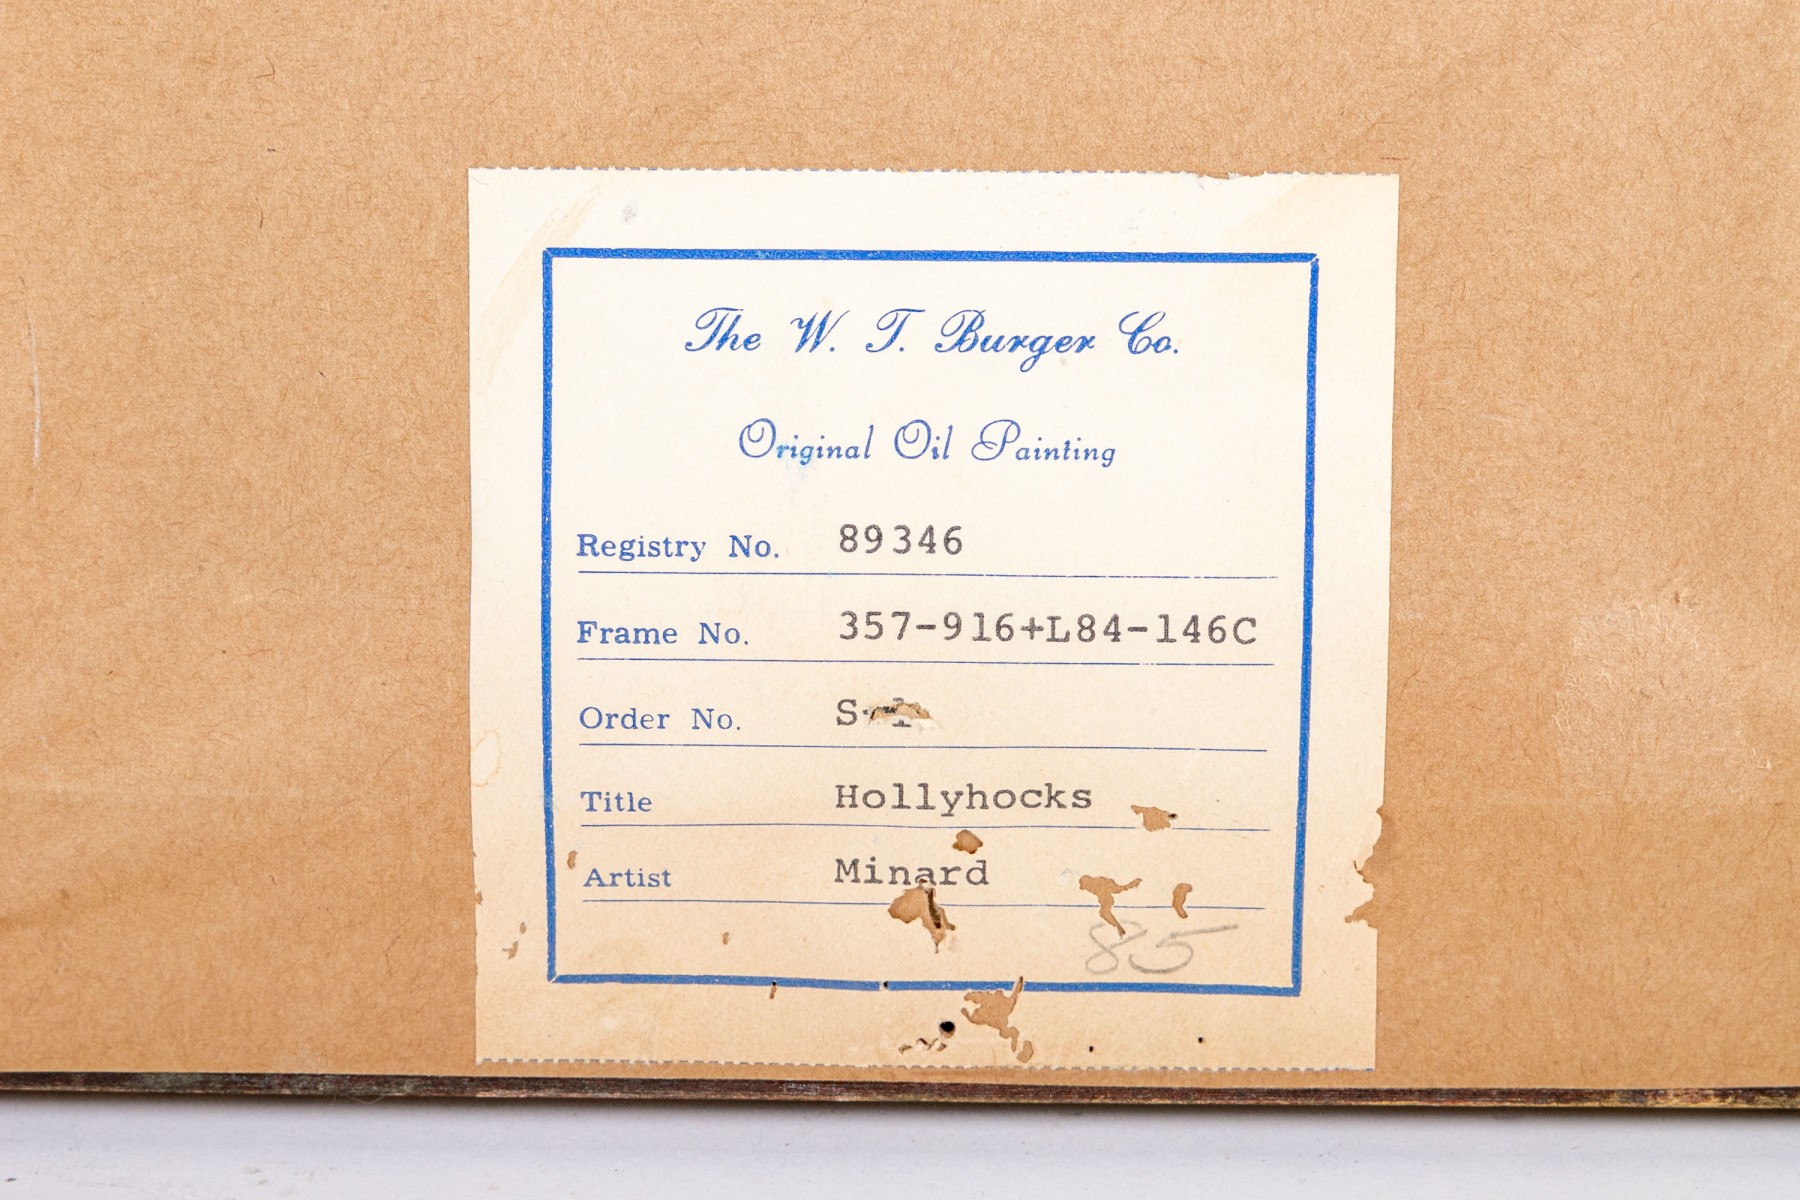 The W. T. Burger Co.
Original Oil Painting
Registry No. 89346
Frame No. 357-916+L84-146C
Order No.
Title Hollyhocks
Artist Minard
85